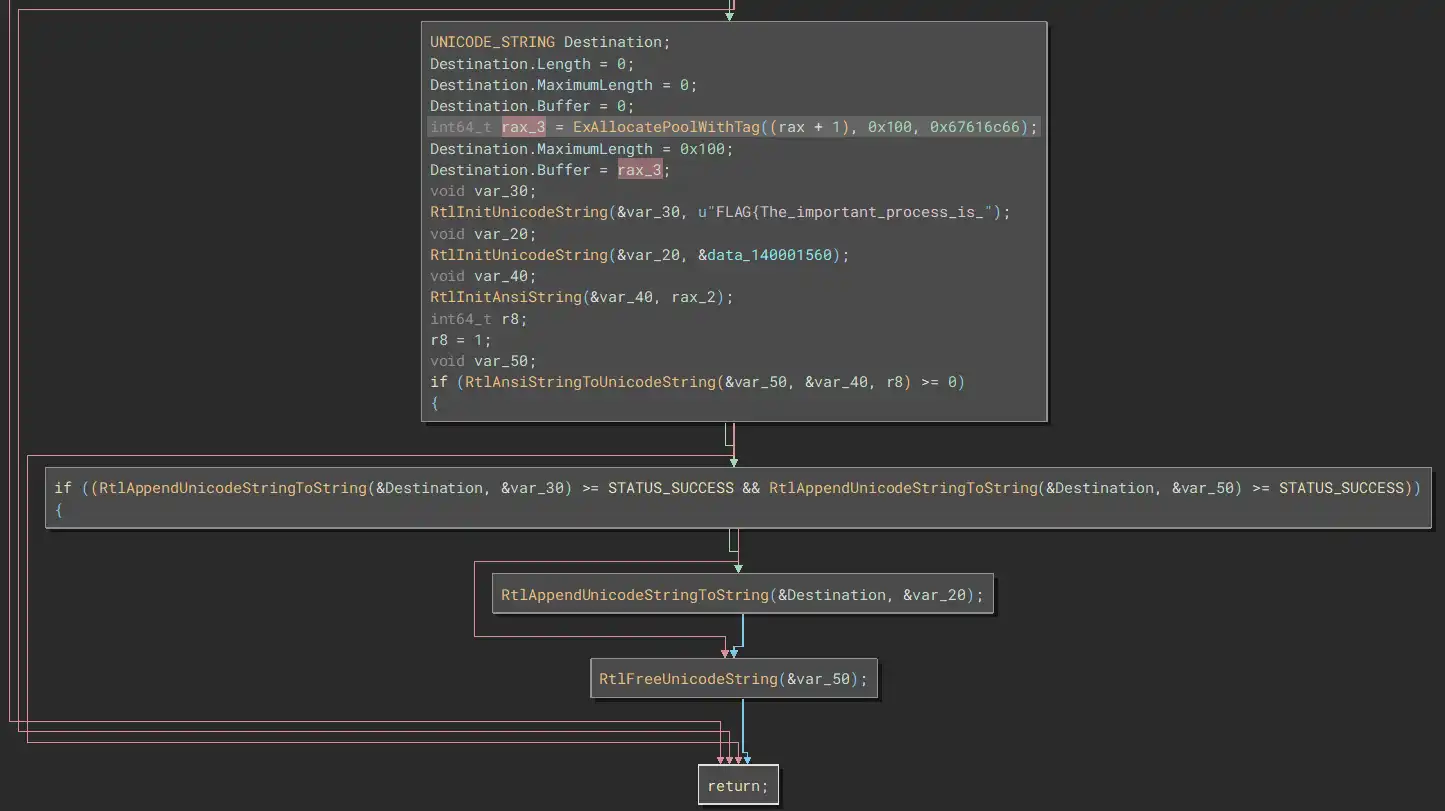 UNICODE_STRING Destination;
Destination.Length = 0;
Destination.MaximumLength = 0;
Destination.Buffer = 0;
int64_t rax_3 = ExAllocatePoolWithTag((rax + 1), 0x100, 0x67616c66);
Destination.MaximumLength = 0x100;
Destination.Buffer = rax_3;
void var_30;
RtlInitUnicodeString(&var_30, u"FLAG{The_important_process_is_");
void var_20;
RtlInitUnicodeString(&var_20, &data_140001560);
void var_40;
RtlInitAnsiString(&var_40, rax_2);
int64_t r8;
r8 = 1;
void var_50;
if (RtlAnsiStringToUnicodeString(&var_50, &var_40, r8) >= 0)
{
if ((RtlAppendUnicodeStringToString(&Destination, &var_30) >= STATUS_SUCCESS && RtlAppendUnicodeStringToString(&Destination, &var_50) >= STATUS_SUCCESS))
{
RtlAppendUnicodeStringToString(&Destination, &var_20);
RtlFreeUnicodeString(&var_50);
return;